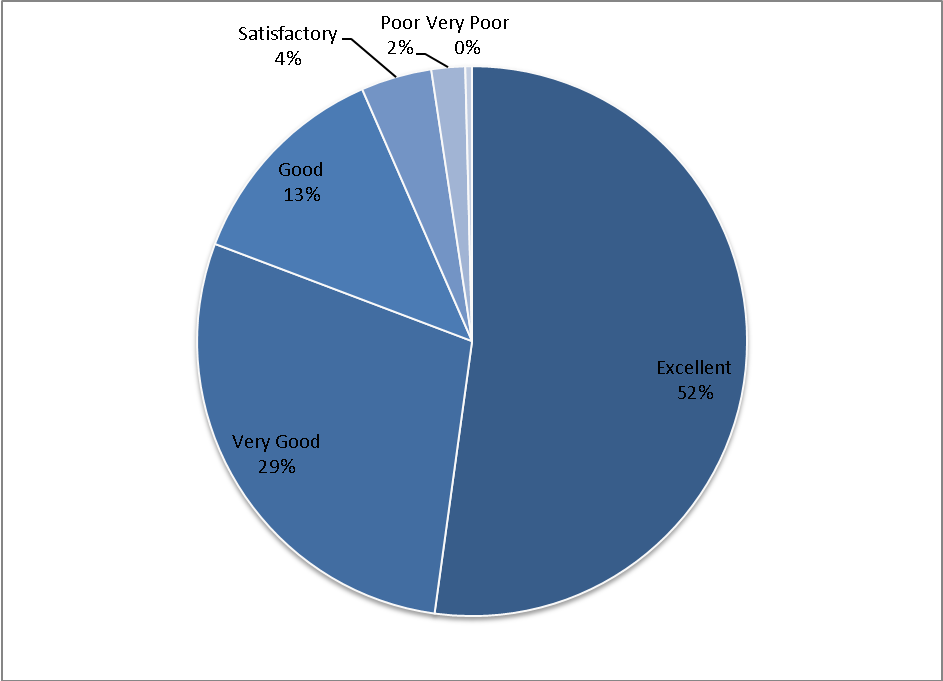 Poor Very Poor
2% 0%
Satisfactory
4%
Good
13%
Excellent
52%
Very Good
29%